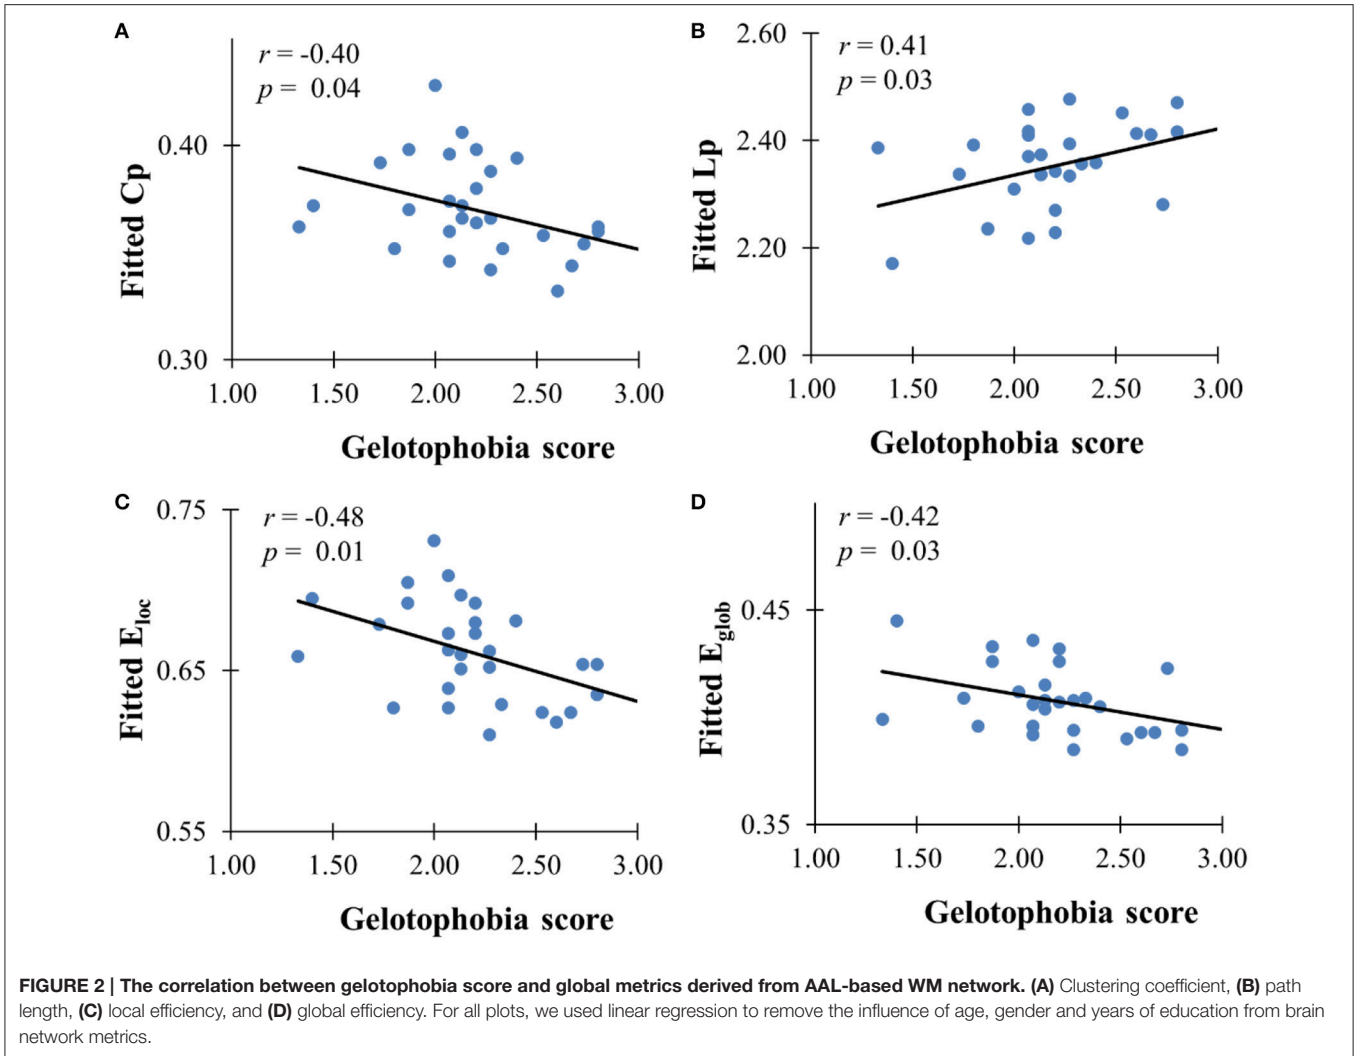 A
r = -0.40
p = 0.04
Fitted Cp
0.40
0.30
1.00 1.50 2.00 2.50 3.00
Gelotophobia score
B
r = 0.41
p = 0.03
Fitted Lp
2.60
2.40
2.20
2.00
1.00 1.50 2.00 2.50 3.00
Gelotophobia score
C
r = -0.48
p = 0.01
Fitted Eloc
0.75
0.65
0.55
1.00 1.50 2.00 2.50 3.00
Gelotophobia score
D
r = -0.42
p = 0.03
Fitted Eglob
0.45
0.35
1.00 1.50 2.00 2.50 3.00
Gelotophobia score
FIGURE 2 | The correlation between gelotophobia score and global metrics derived from AAL-based WM network. (A) Clustering coefficient, (B) path
length, (C) local efficiency, and (D) global efficiency. For all plots, we used linear regression to remove the influence of age, gender and years of education from brain
network metrics.